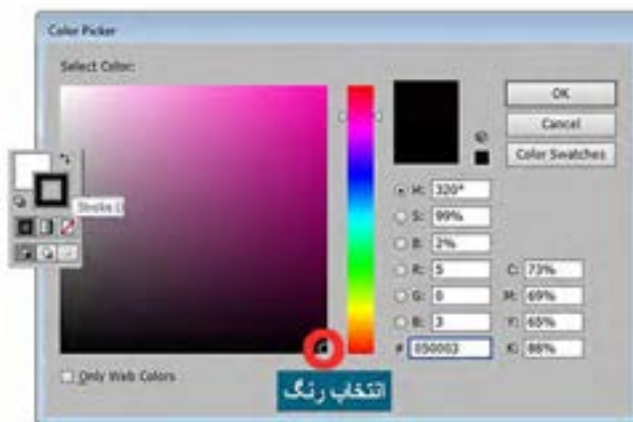 Color Picker
Select Color:
OK
Cancel
Color Swatches
Stroke (
H: 320°
S: 99%
B: 2%
R: 5
G: 0
B: 3
# 050003
C: 73%
M: 69%
Y: 65%
K: 88%
Only Web Colors
انتخاب رنگ